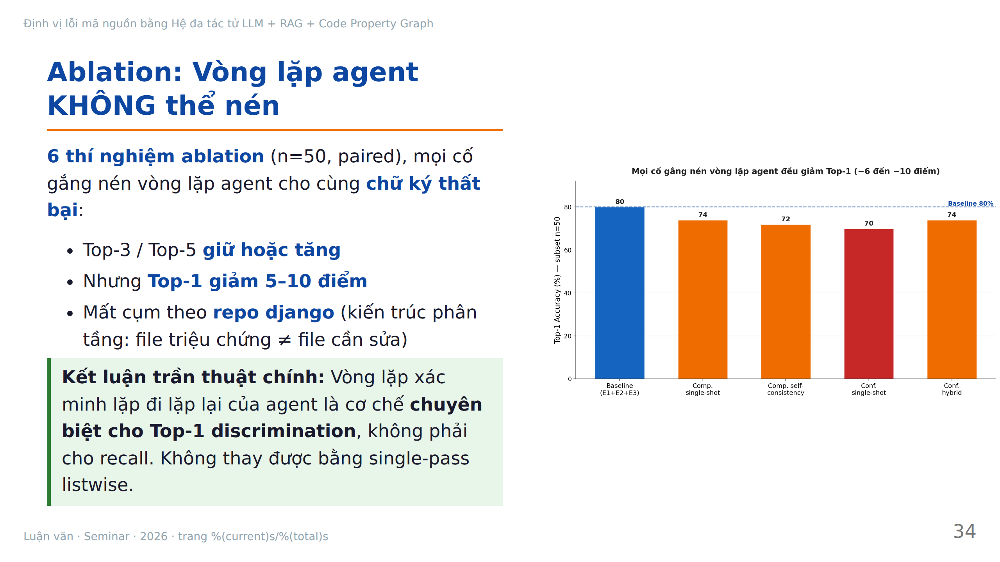 Định vị lỗi mã nguồn bằng Hệ đa tác tử LLM + RAG + Code Property Graph
Ablation: Vòng lặp agent
KHÔNG thể nén
6 thí nghiệm ablation (n=50, paired), mọi cố
gắng nén vòng lặp agent cho cùng chữ ký thất
bại:
• Top-3 / Top-5 giữ hoặc tăng
• Nhưng Top-1 giảm 5–10 điểm
• Mất cụm theo repo django (kiến trúc phân
tầng: file triệu chứng ≠ file cần sửa)
Kết luận trần thuật chính: Vòng lặp xác
minh lặp đi lặp lại của agent là cơ chế chuyên
biệt cho Top-1 discrimination, không phải
cho recall. Không thay được bằng single-pass
listwise.
Mọi cố gắng nén vòng lặp agent đều giảm Top-1 (−6 đến −10 điểm)
Top-1 Accuracy (%) — subset n=50
80
60
40
20
0
Baseline 80%
80
74
72
70
74
Baseline
(E1+E2+E3)
Comp.
single-shot
Comp. self-
consistency
Conf.
single-shot
Conf.
hybrid
Luận văn · Seminar · 2026 · trang %(current)s/%(total)s
34